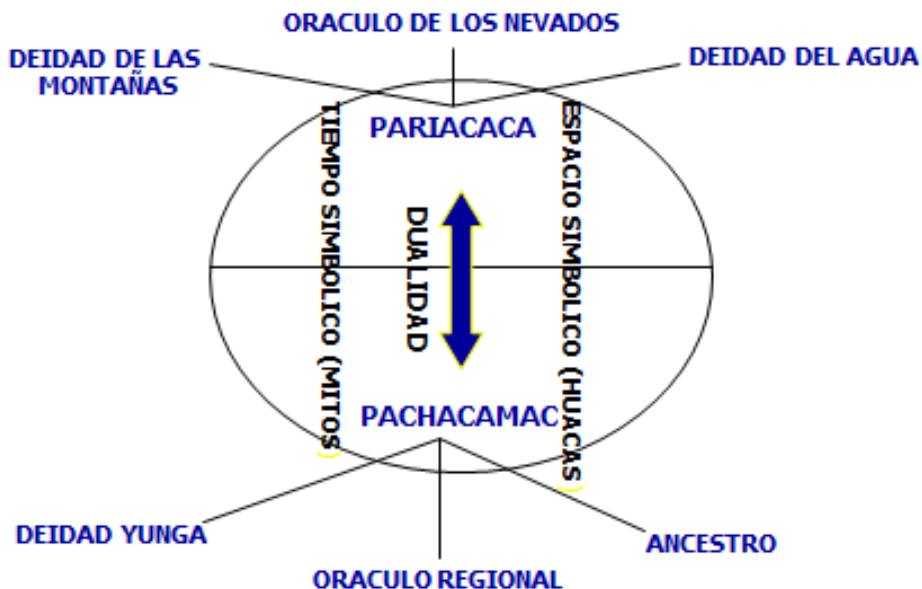 ORACULO DE LOS NEVADOS
DEIDAD DE LAS
MONTAÑAS
DEIDAD DEL AGUA
PARIACACA
TIEMPO SIMBOLICO (MITOS)
DUALIDAD
ESPACIO SIMBOLICO (HUACAS)
PACHACAMAC
DEIDAD YUNGA
ANCESTRO
ORACULO REGIONAL